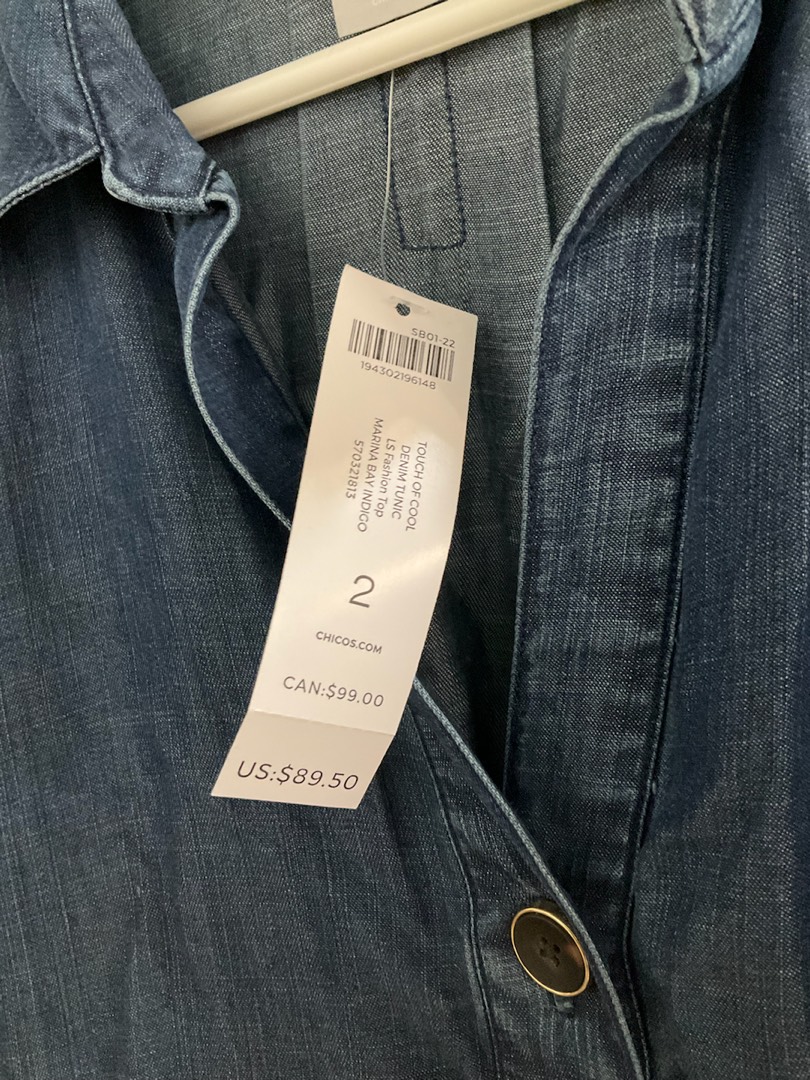 SB01-22
194302196148
TOUCH OF COOL
DENIM TUNIC
LS Fashion Top
MARINA BAY INDIGO
570321813
2
CHICOS.COM
CAN:$99.00
US:$89.50